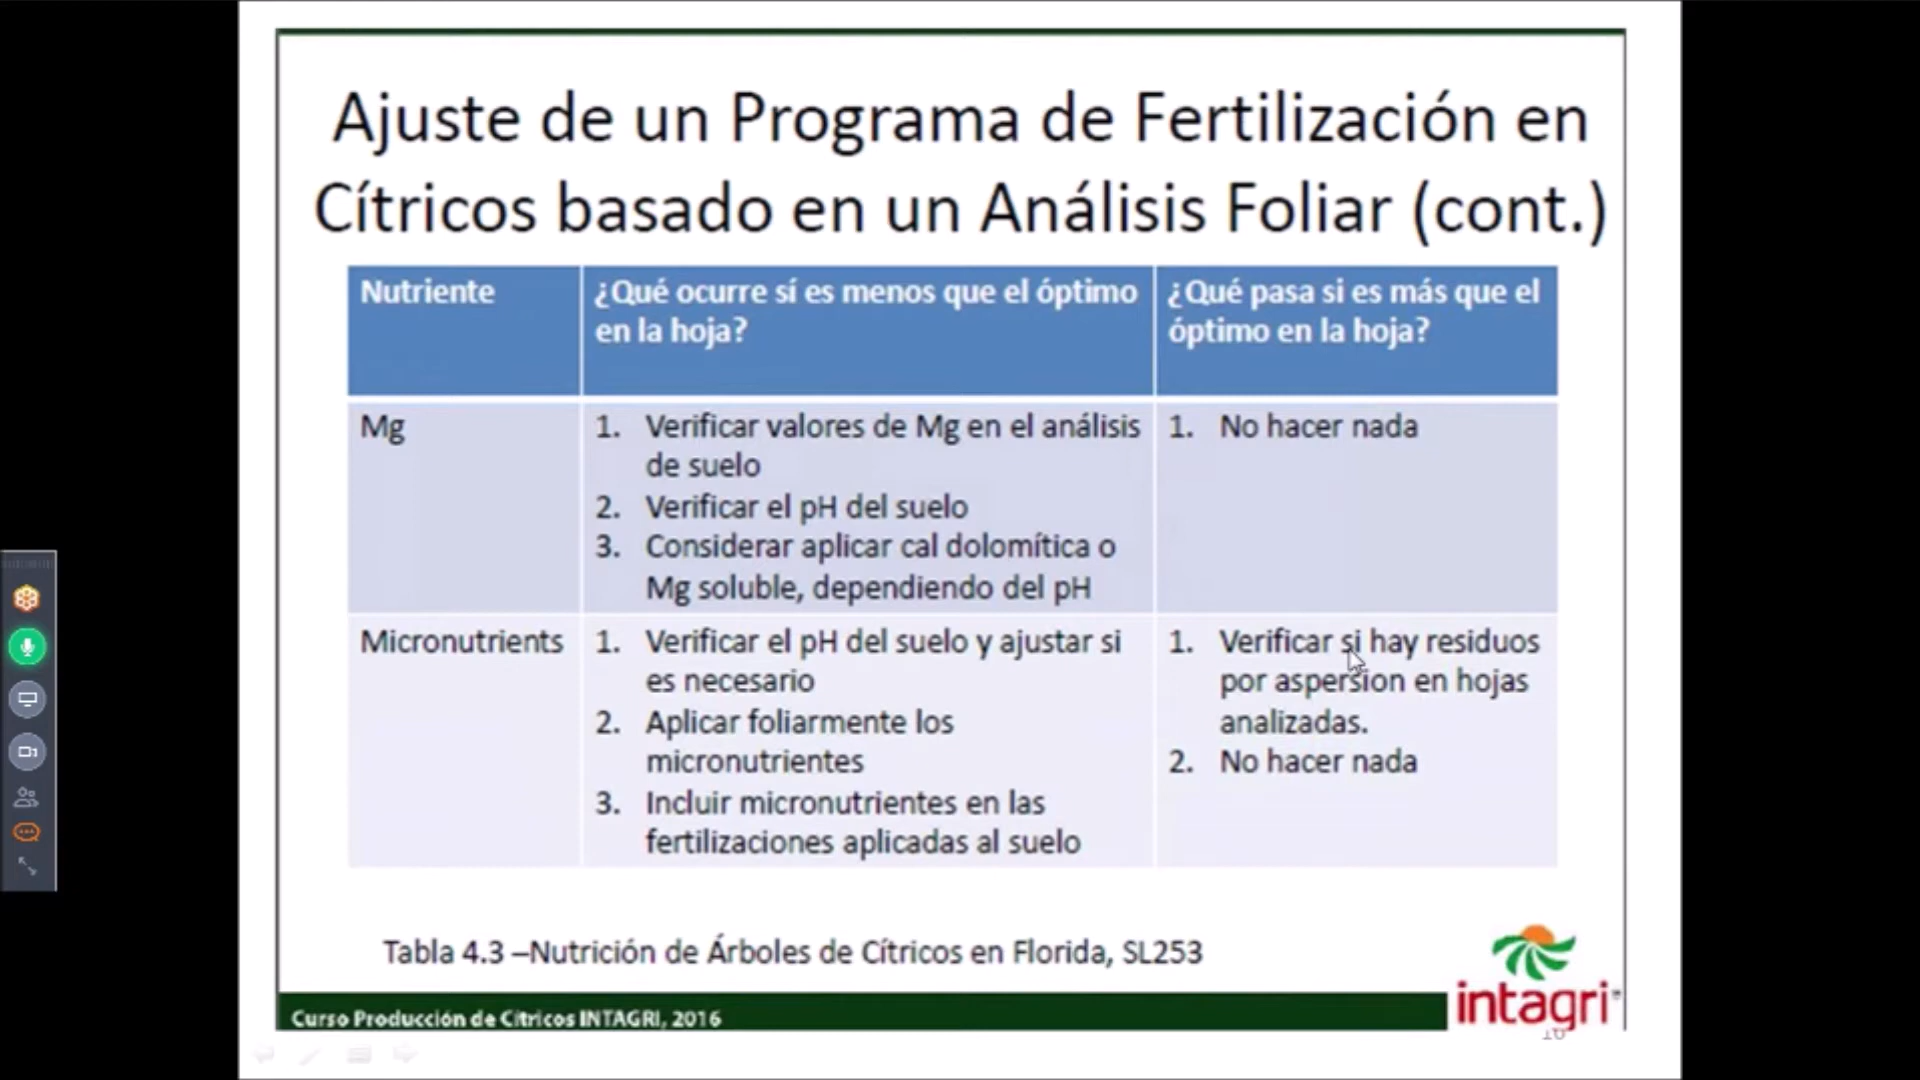 Ajuste de un Programa de Fertilización en
Cítricos basado en un Análisis Foliar (cont.)
Nutriente
¿Qué ocurre sí es menos que el óptimo
en la hoja?
¿Qué pasa si es más que el
óptimo en la hoja?
Mg
1. Verificar valores de Mg en el análisis
de suelo
2. Verificar el pH del suelo
3. Considerar aplicar cal dolomítica o
Mg soluble, dependiendo del pH
1. No hacer nada
Micronutrients
1. Verificar el pH del suelo y ajustar si
es necesario
2. Aplicar foliarmente los
micronutrientes
3. Incluir micronutrientes en las
fertilizaciones aplicadas al suelo
1. Verificar si hay residuos
por aspersion en hojas
analizadas.
2. No hacer nada
Tabla 4.3 –Nutrición de Árboles de Cítricos en Florida, SL253
Curso Producción de Cítricos INTAGRI, 2016
intagri